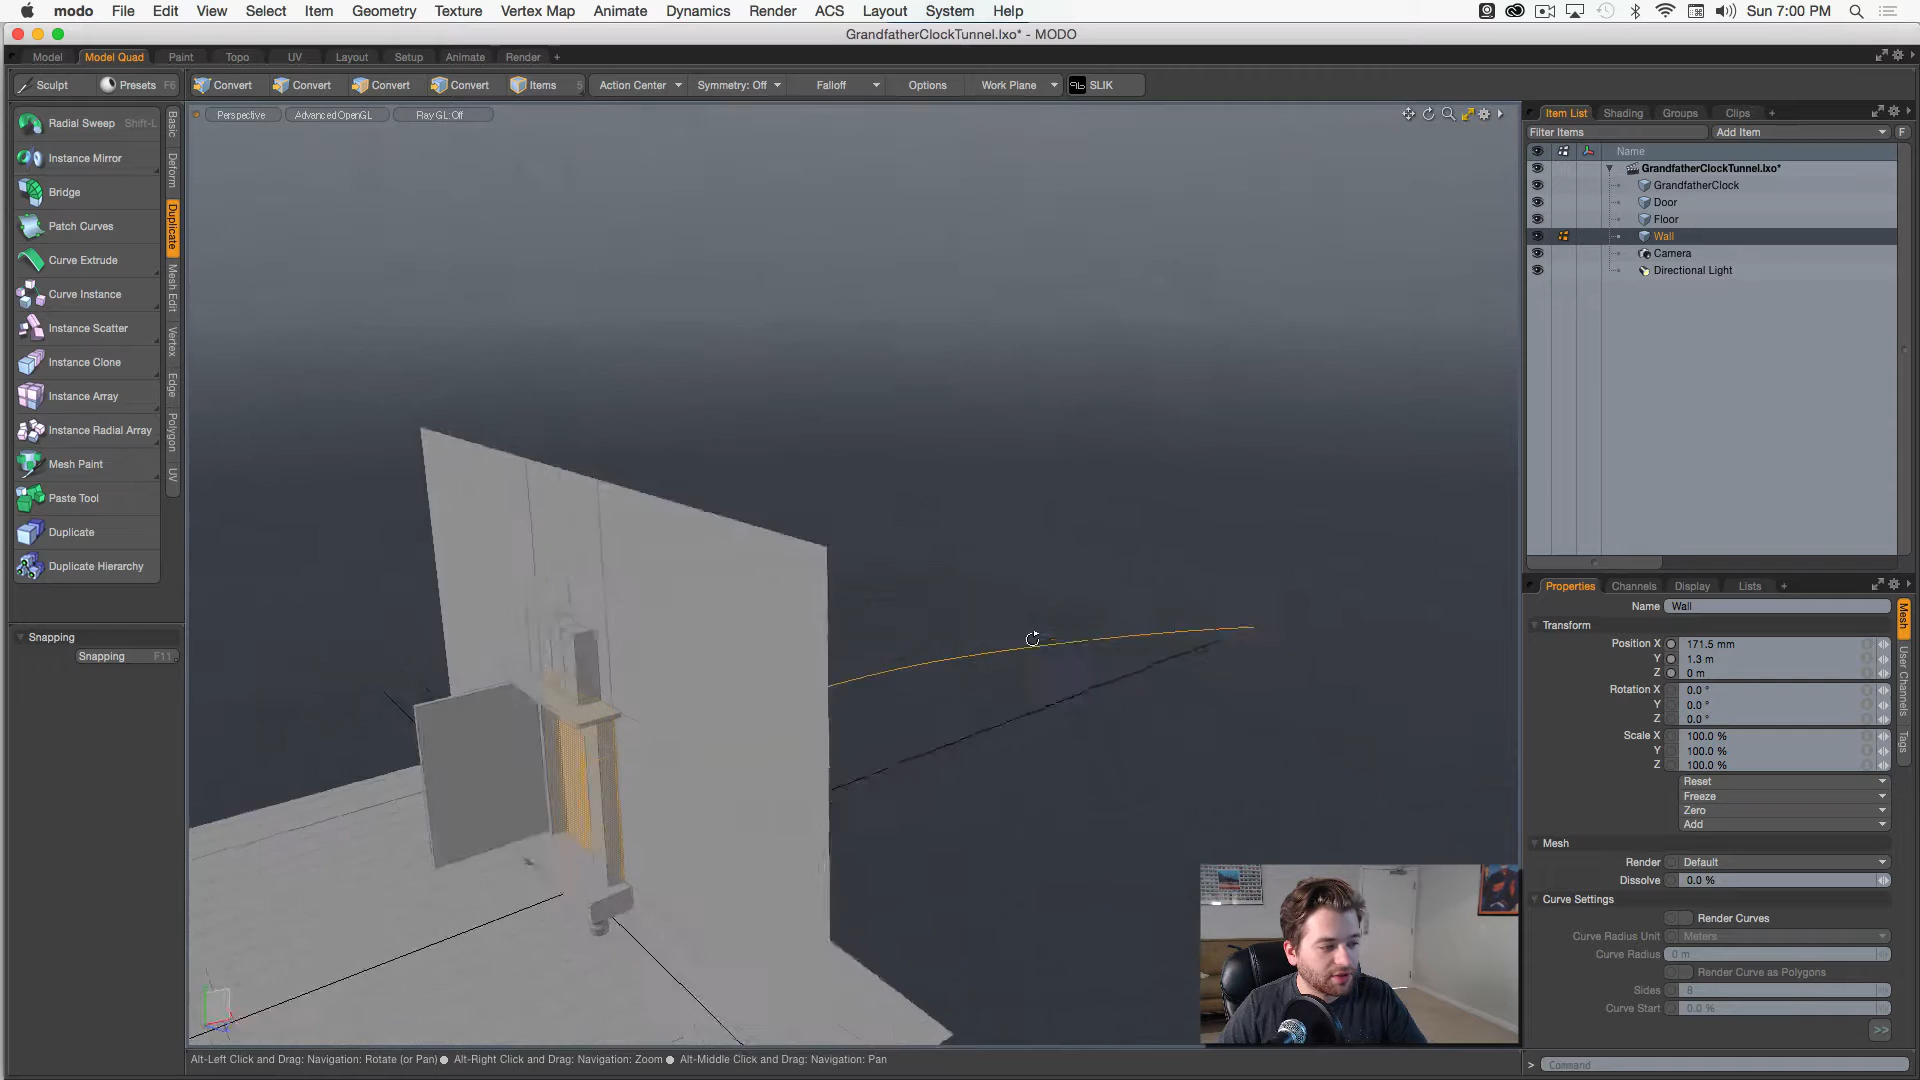 modo File Edit View Select Item Geometry Texture Vertex Map Animate Dynamics Render ACS Layout System Help Sun 7:00 PM
GrandfatherClockTunnel.lxo* - MODO
Model Model Quad Paint Topo UV Layout Setup Animate Render +
Sculpt Presets F6 Convert Convert Convert Convert Items 5 Action Center Symmetry: Off Falloff Options Work Plane SLIK
Perspective Advanced OpenGL Ray GL: Off
Radial Sweep Shift-L
Instance Mirror
Bridge
Patch Curves
Curve Extrude
Curve Instance
Instance Scatter
Instance Clone
Instance Array
Instance Radial Array
Mesh Paint
Paste Tool
Duplicate
Duplicate Hierarchy
Basic
Deform
Duplicate
Mesh Edit
Vertex
Edge
Polygon
UV
Snapping
Snapping F11
Item List Shading Groups Clips +
Filter Items Add Item F
Name
GrandfatherClockTunnel.lxo*
GrandfatherClock
Door
Floor
Wall
Camera
Directional Light
Properties Channels Display Lists +
Name Wall
Transform
Position X 171.5 mm
Y 1.3 m
Z 0 m
Rotation X 0.0 °
Y 0.0 °
Z 0.0 °
Scale X 100.0 %
Y 100.0 %
Z 100.0 %
Reset
Freeze
Zero
Add
Mesh
Render Default
Dissolve 0.0 %
Curve Settings
Render Curves
Curve Radius Unit Meters
Curve Radius 0 m
Render Curve as Polygons
Sides 8
Curve Start 0.0 %
>>
Mesh
User Channels
Tags
Alt-Left Click and Drag: Navigation: Rotate (or Pan) Alt-Right Click and Drag: Navigation: Zoom Alt-Middle Click and Drag: Navigation: Pan
> Command